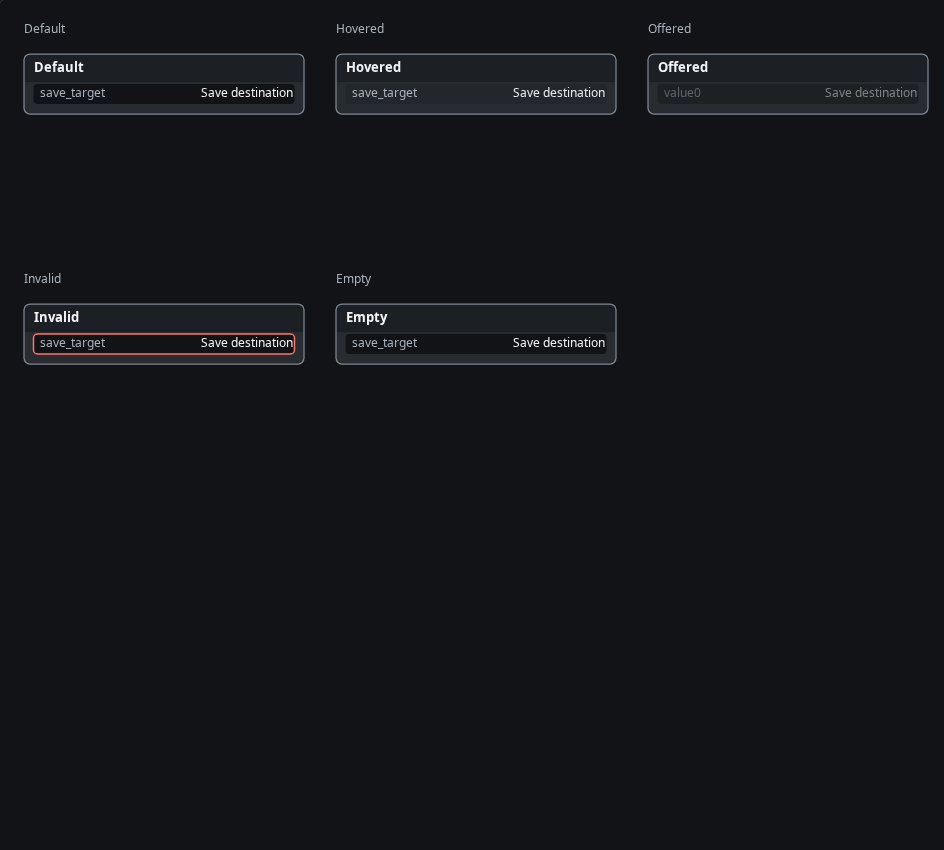 Default
Hovered
Offered
Default
Hovered
Offered
save_target Save destination
save_target Save destination
value0 Save destination
Invalid
Empty
Invalid
Empty
save_target Save destination
save_target Save destination